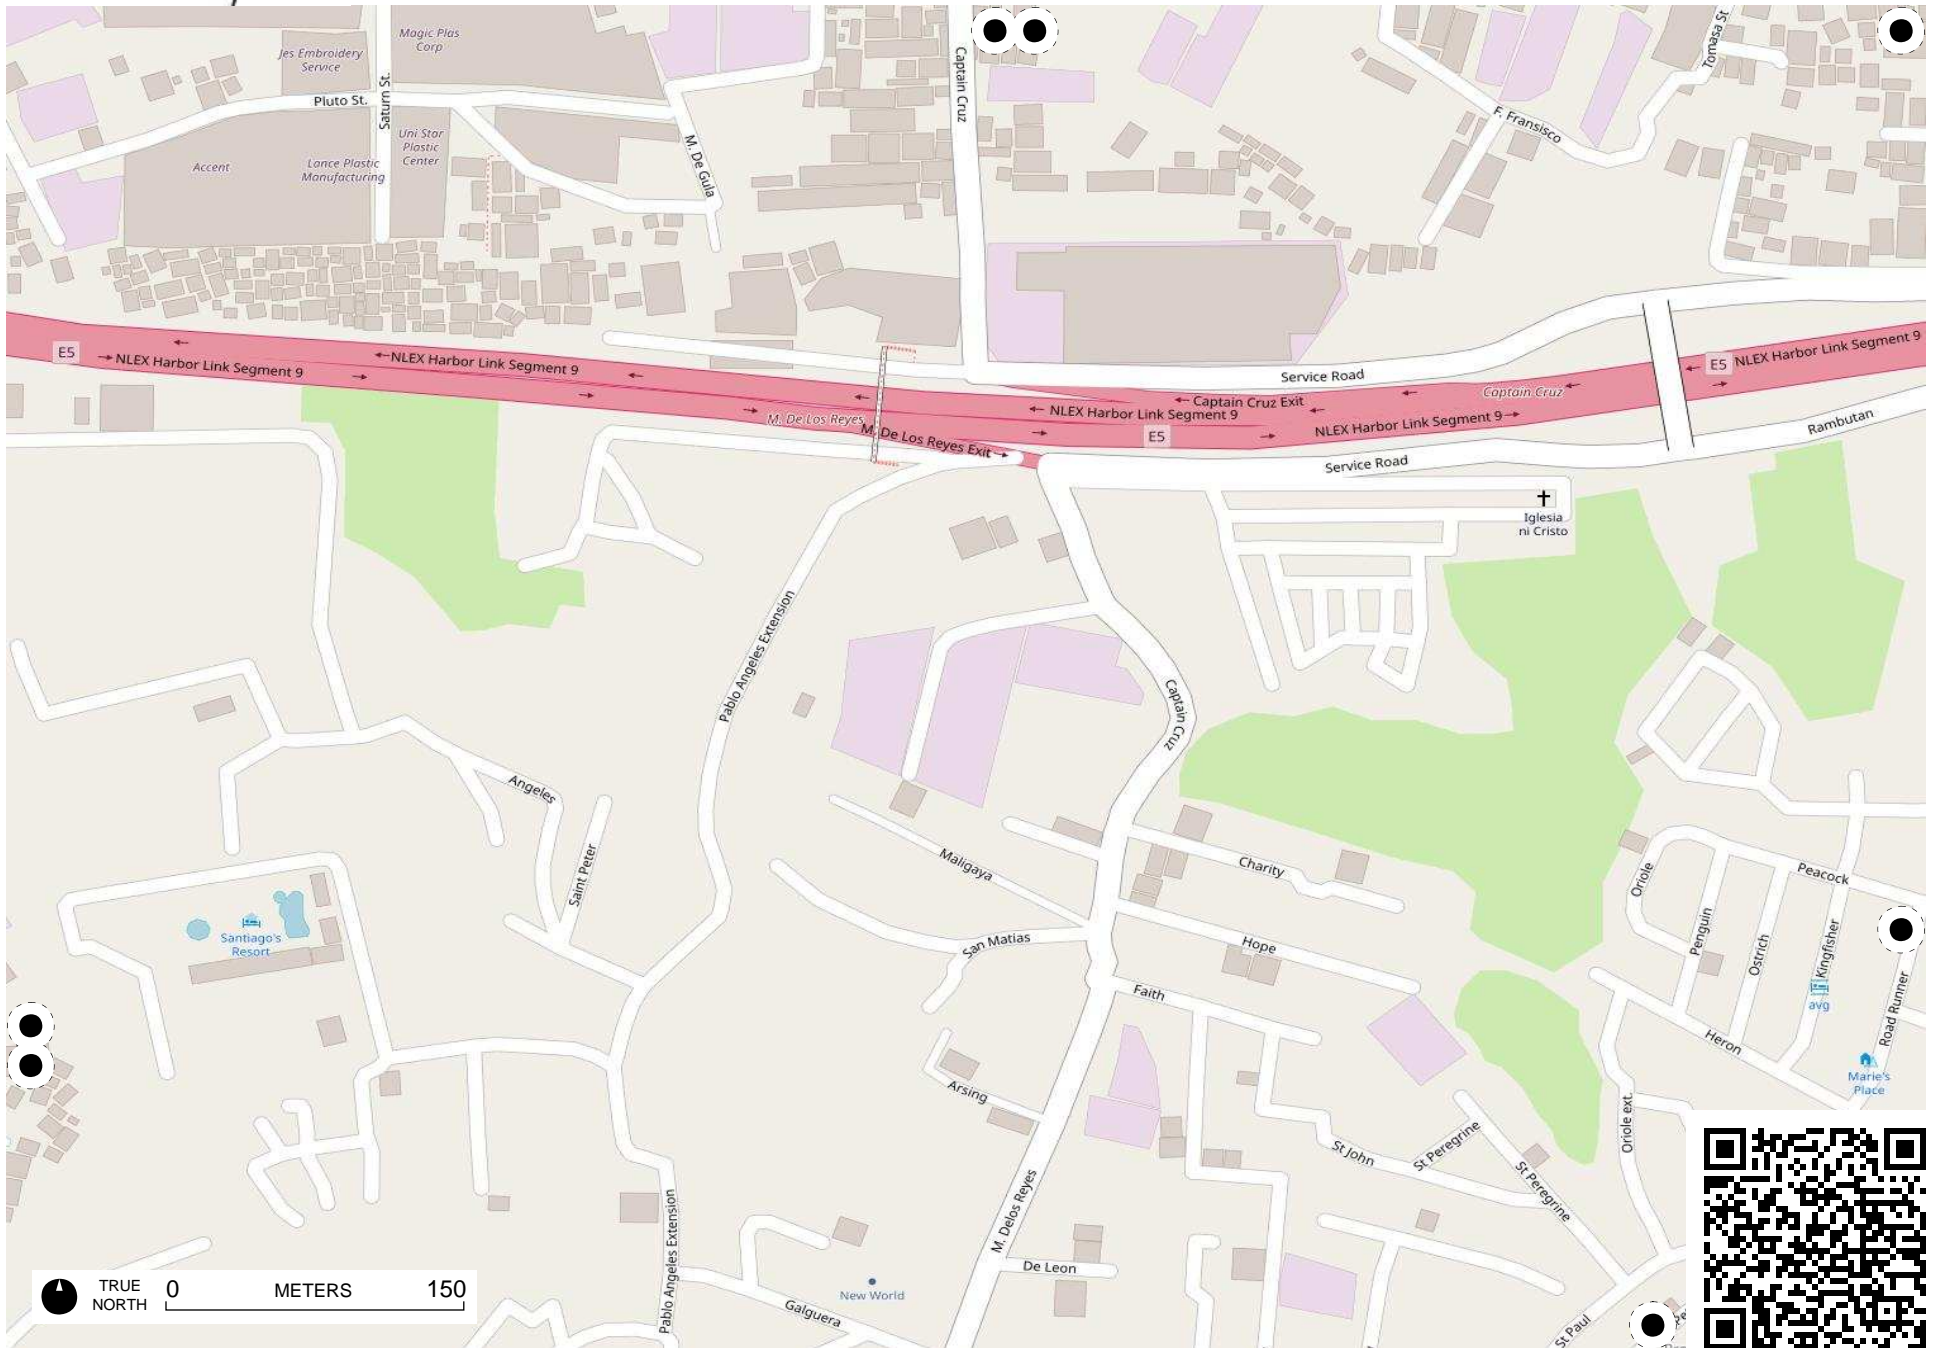 Magic Plas
Corp
Jes Embroidery
Service
Tomasa St
Captain Cruz
Saturn St.
Pluto St.
F. Fransisco
Uni Star
Plastic
Center
M. De Gula
Accent
Lance Plastic
Manufacturing
E5
NLEX Harbor Link Segment 9
NLEX Harbor Link Segment 9
NLEX Harbor Link Segment 9
E5
Service Road
Captain Cruz
Captain Cruz Exit
NLEX Harbor Link Segment 9
M. De Los Reyes
M. De Los Reyes Exit
NLEX Harbor Link Segment 9
E5
Rambutan
Service Road
Iglesia
ni Cristo
Pablo Angeles Extension
Captain Cruz
Angeles
Saint Peter
Maligaya
Charity
Oriole
Peacock
Santiago's
Resort
San Matias
Hope
Penguin
Ostrich
Kingfisher
avg
Faith
Road Runner
Heron
Marie's
Place
Arsing
Oriole ext.
St John
St Peregrine
St Peregrine
M. Delos Reyes
Pablo Angeles Extension
De Leon
New World
Galguera
St Paul
TRUE
NORTH
0 METERS 150